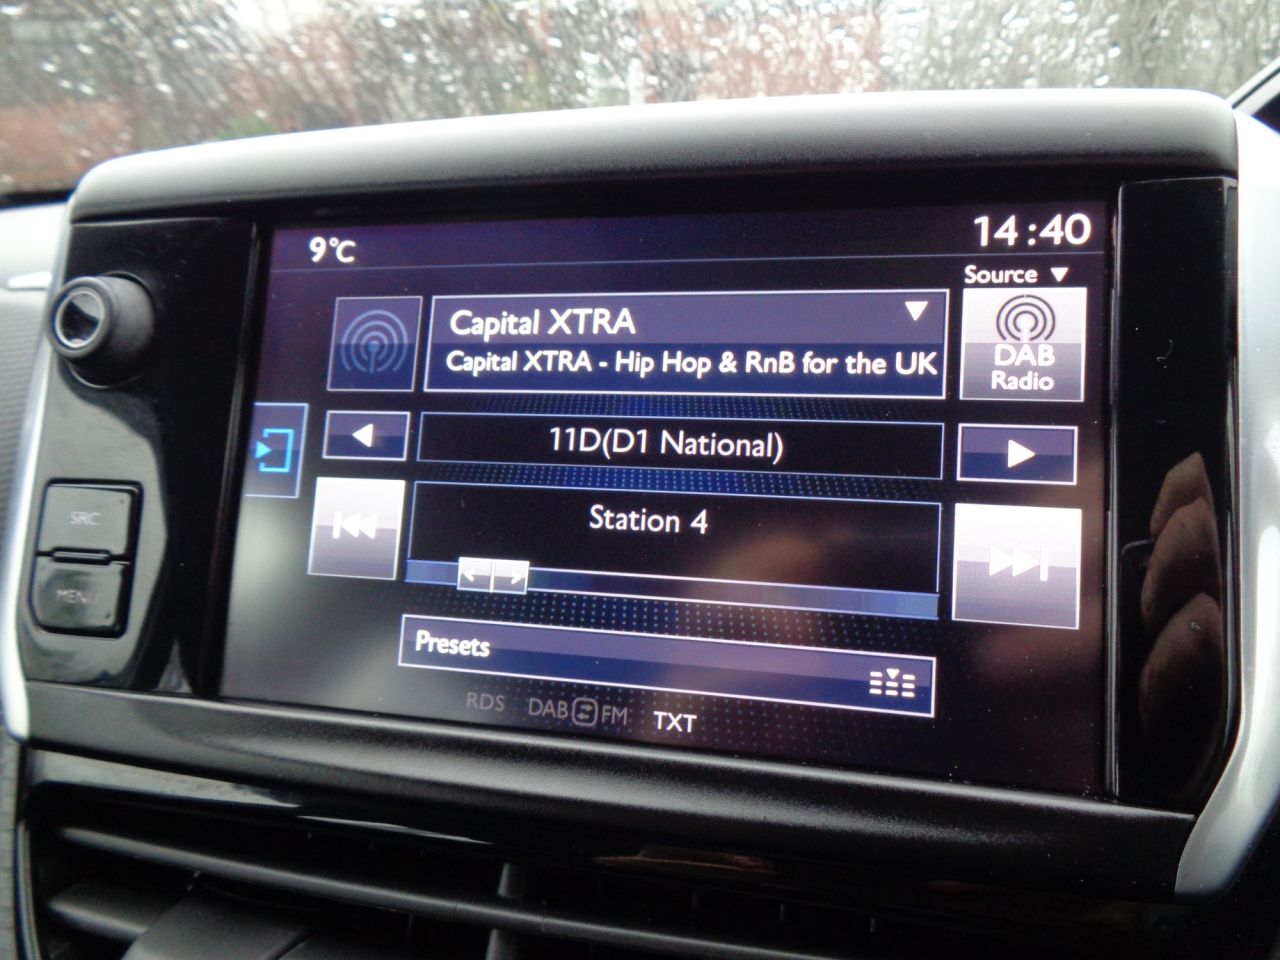 9°C
14:40
Source
Capital XTRA
Capital XTRA - Hip Hop & RnB for the UK
DAB
Radio
11D(D1 National)
SRC
Station 4
MENU
Presets
RDS DAB FM TXT